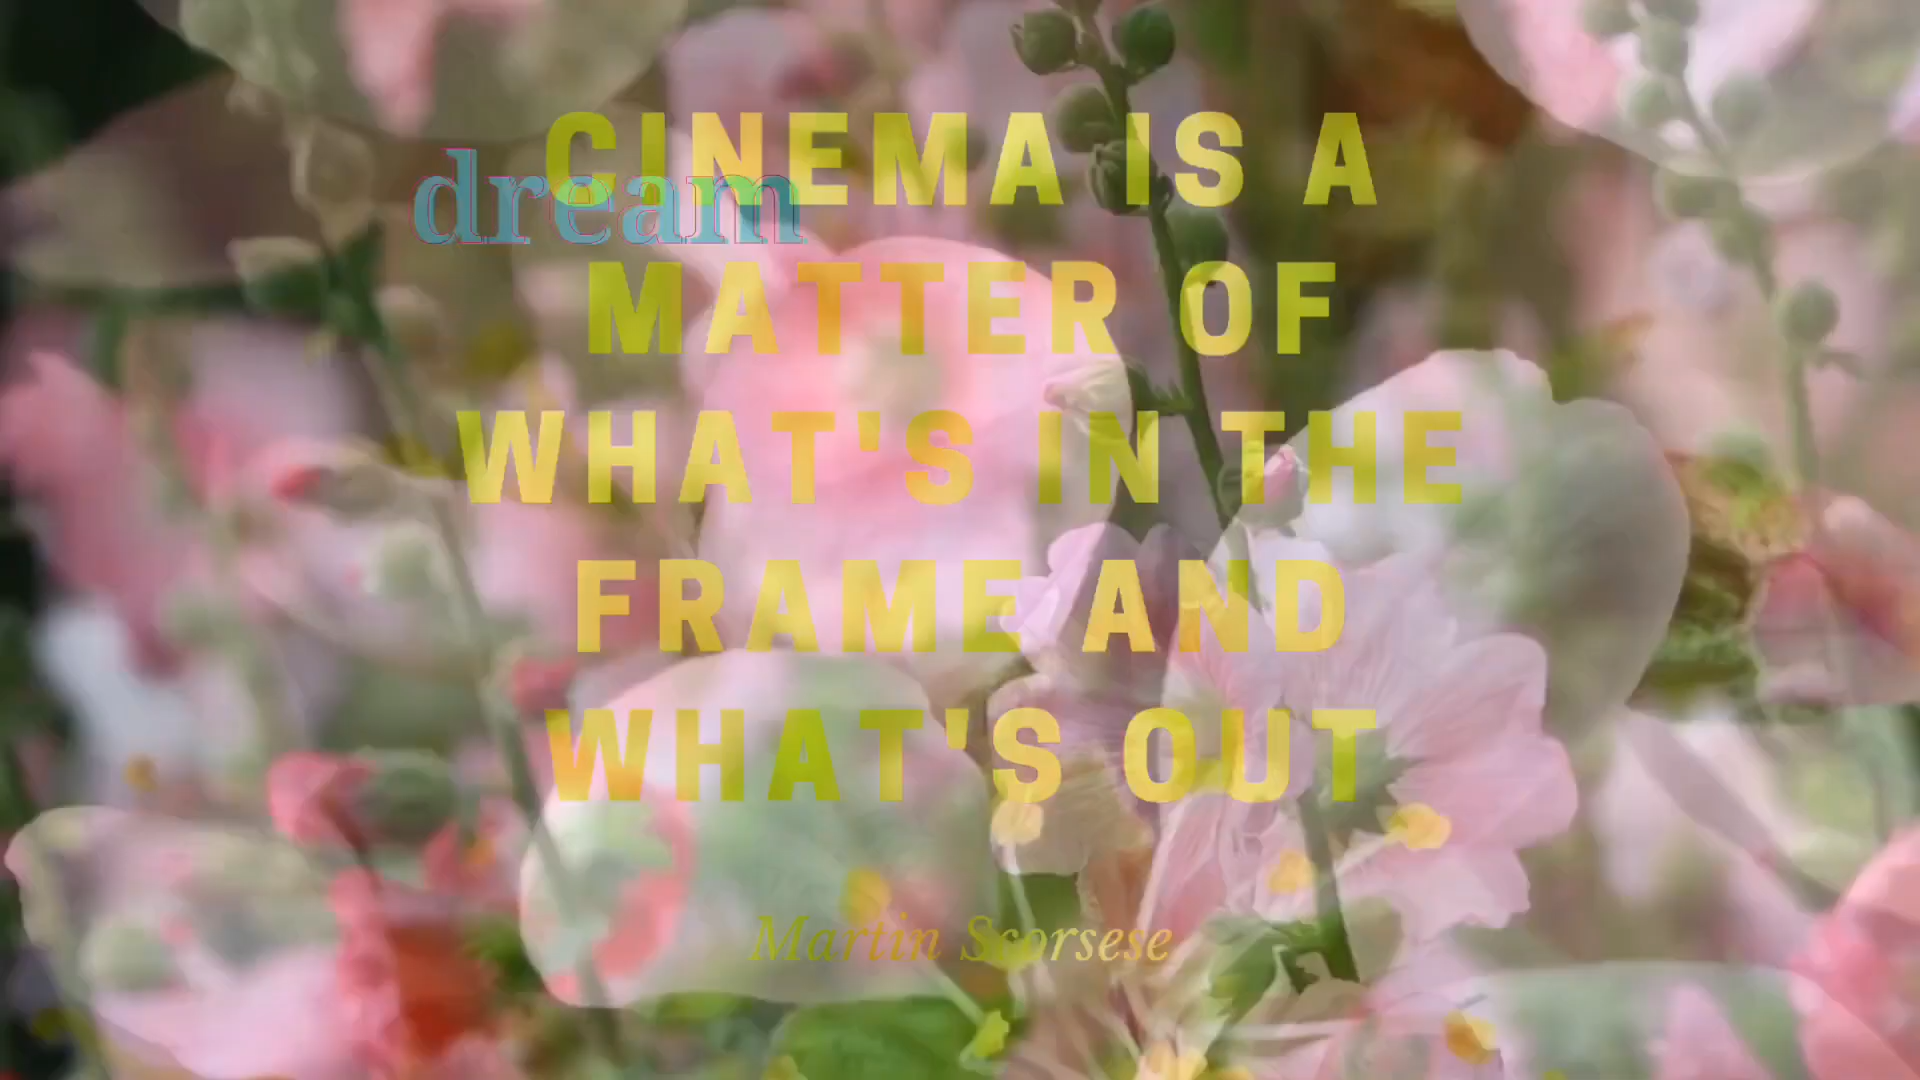 dream
CINEMA IS A
MATTER OF
WHAT'S IN THE
FRAME AND
WHAT'S OUT
Martin Scorsese